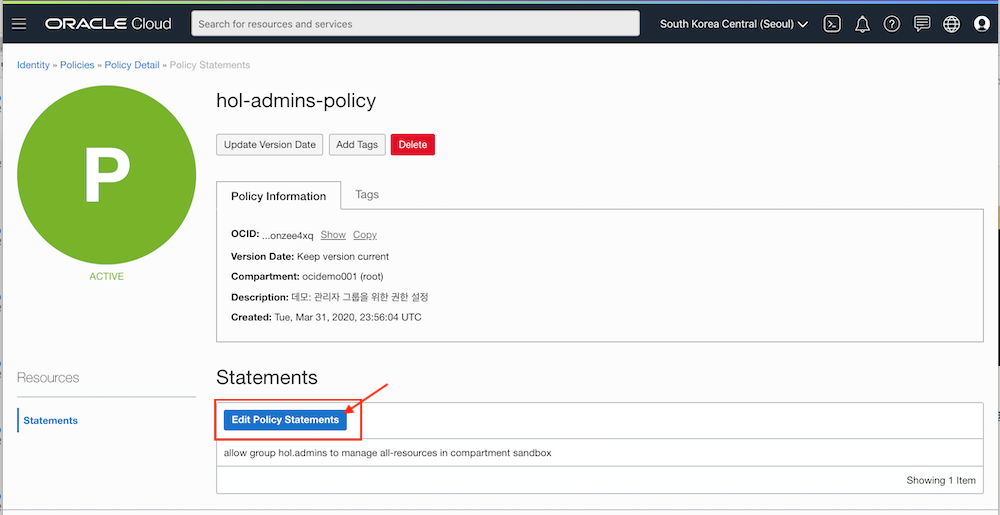 ORACLE Cloud
Search for resources and services
South Korea Central (Seoul)
Identity » Policies » Policy Detail » Policy Statements
P
ACTIVE
hol-admins-policy
Update Version Date
Add Tags
Delete
Policy Information
Tags
OCID: ...onzee4xq Show Copy
Version Date: Keep version current
Compartment: ocidemo001 (root)
Description: 데모: 관리자 그룹을 위한 권한 설정
Created: Tue, Mar 31, 2020, 23:56:04 UTC
Resources
Statements
Statements
Edit Policy Statements
allow group hol.admins to manage all-resources in compartment sandbox
Showing 1 Item